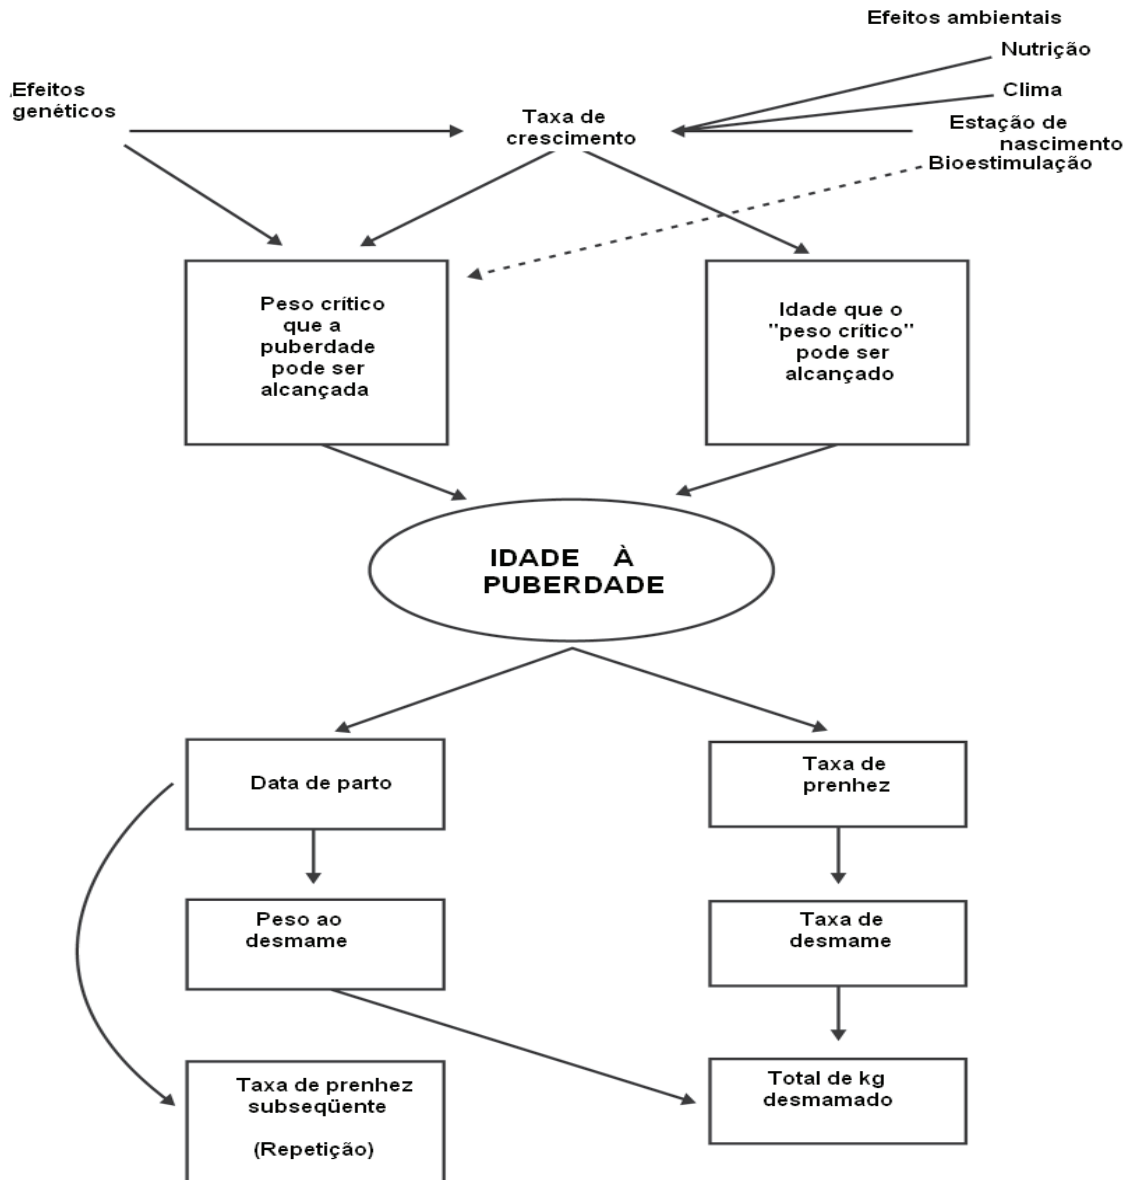 Efeitos ambientais
Nutrição
Clima
Estação de
nascimento
Bioestimulação
Efeitos
genéticos
Taxa de
crescimento
Peso crítico
que a
puberdade
pode ser
alcançada
Idade que o
"peso crítico"
pode ser
alcançado
IDADE À
PUBERDADE
Data de parto
Taxa de
prenhez
Peso ao
desmame
Taxa de
desmame
Taxa de prenhez
subseqüente
(Repetição)
Total de kg
desmamado